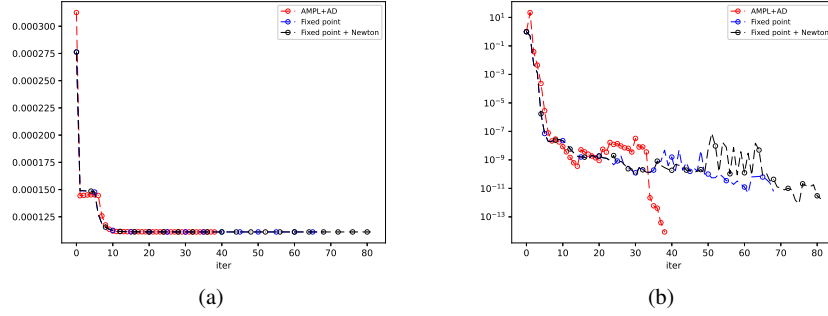 0.000300
0.000275
0.000250
0.000225
0.000200
0.000175
0.000150
0.000125
0 10 20 30 40 50 60 70 80
iter
AMPL+AD
Fixed point
Fixed point + Newton
(a)
10¹
10⁻¹
10⁻³
10⁻⁵
10⁻⁷
10⁻⁹
10⁻¹¹
10⁻¹³
0 10 20 30 40 50 60 70 80
iter
AMPL+AD
Fixed point
Fixed point + Newton
(b)